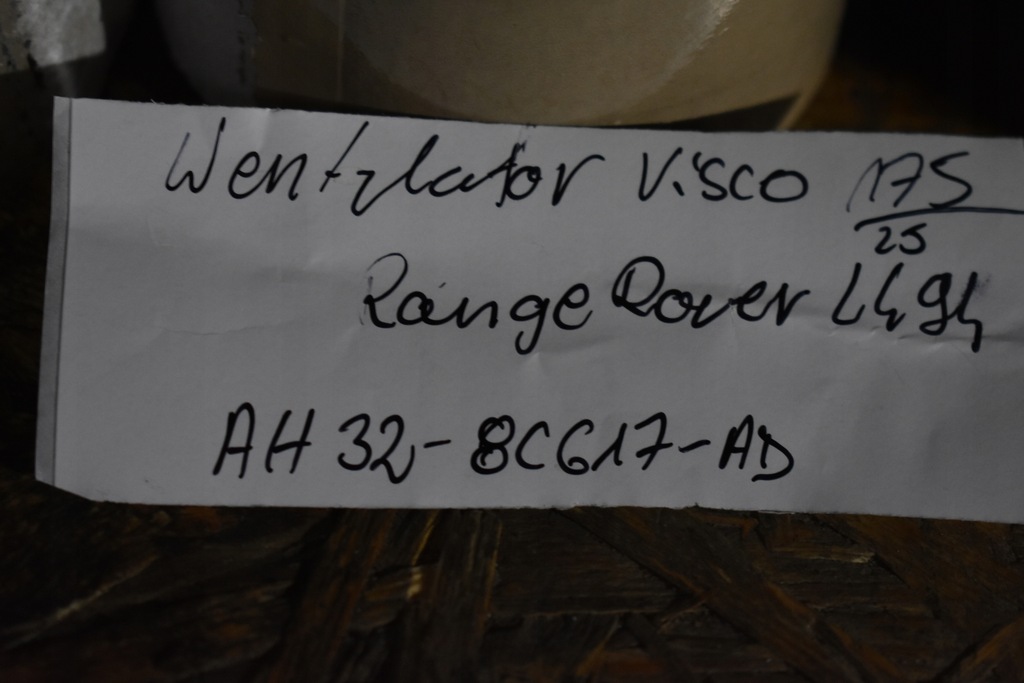 Wentylator Visco 175
25
Range Rover L494
AH32-8C617-AD